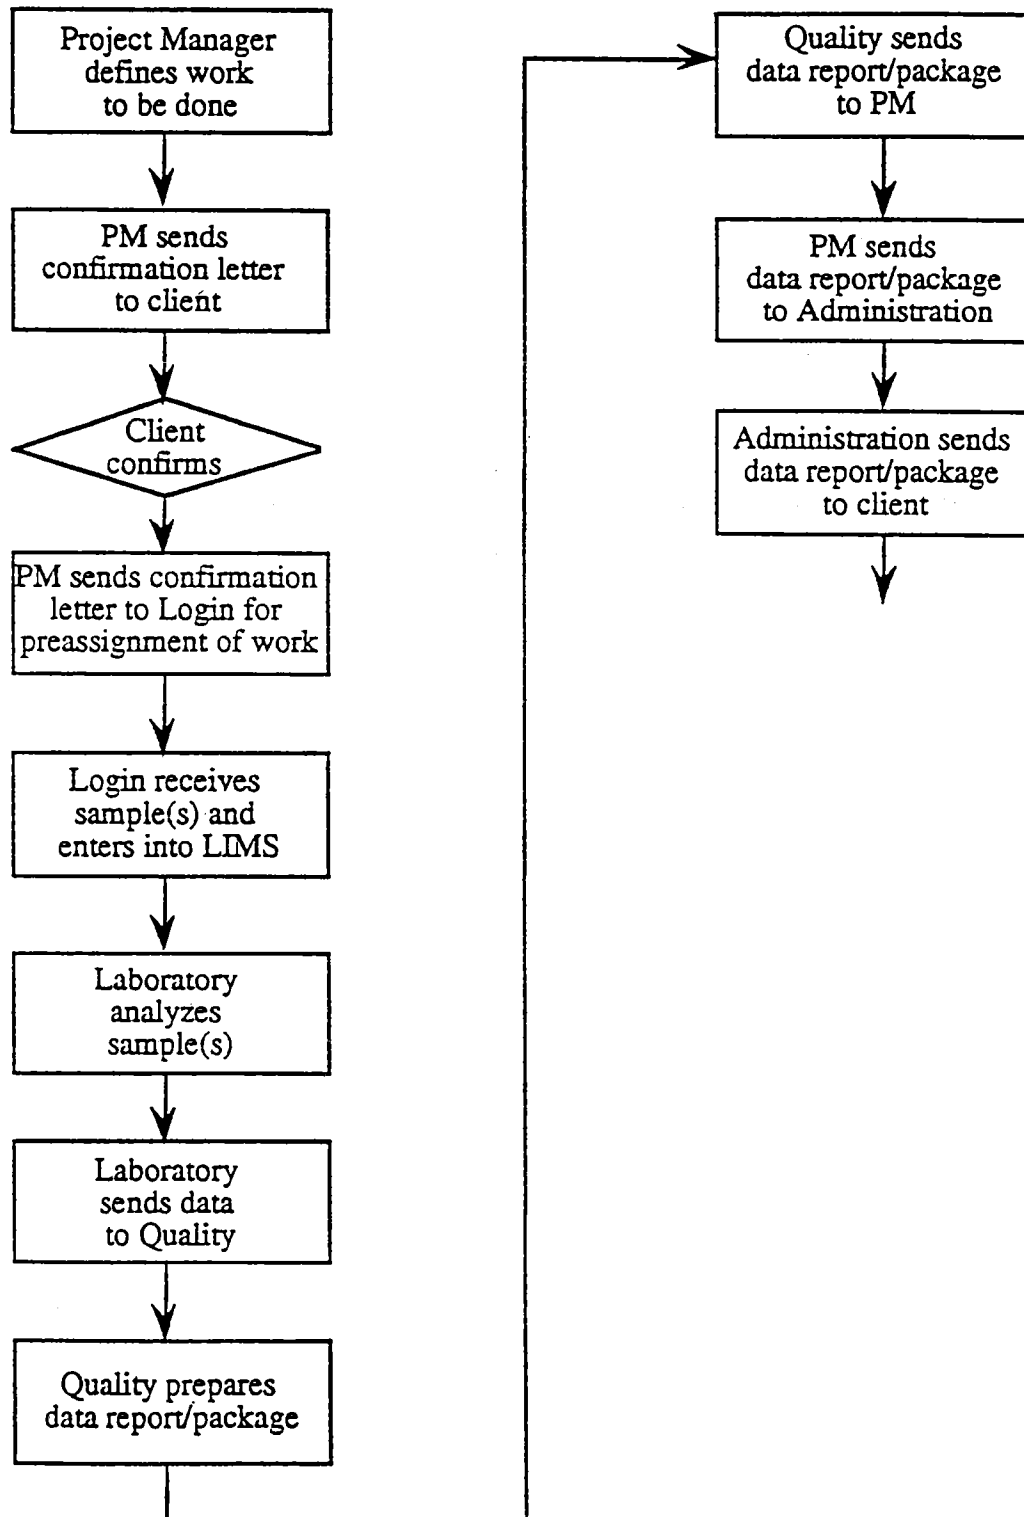 Project Manager
defines work
to be done
PM sends
confirmation letter
to client
Client
confirms
PM sends confirmation
letter to Login for
preassignment of work
Login receives
sample(s) and
enters into LIMS
Laboratory
analyzes
sample(s)
Laboratory
sends data
to Quality
Quality prepares
data report/package
Quality sends
data report/package
to PM
PM sends
data report/package
to Administration
Administration sends
data report/package
to client